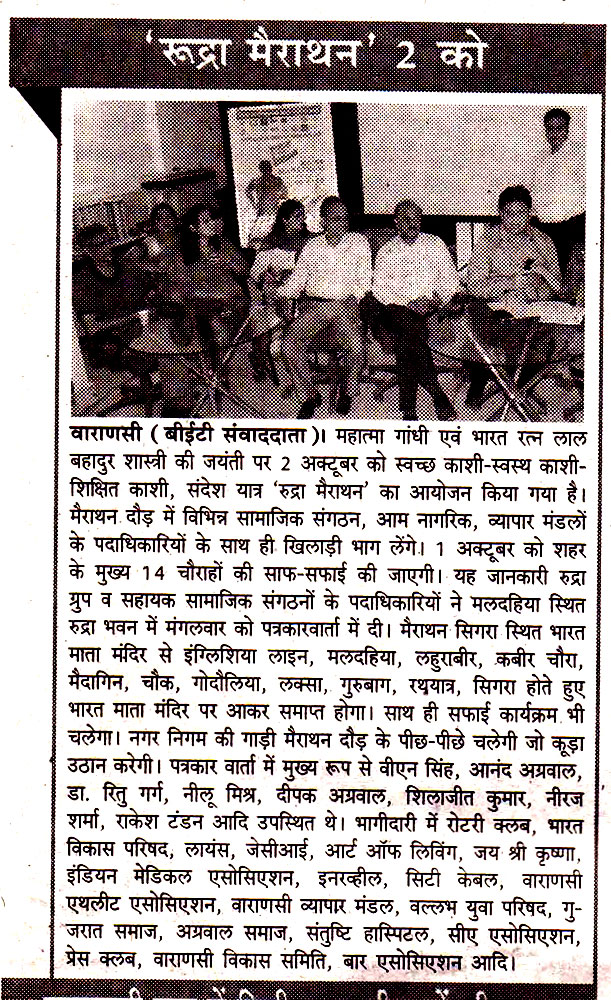 'रूद्रा मैराथन' 2 को
वाराणसी ( बीईटी संवाददाता )। महात्मा गांधी एवं भारत रत्न लाल
बहादुर शास्त्री की जयंती पर 2 अक्टूबर को स्वच्छ काशी-स्वस्थ काशी-
शिक्षित काशी, संदेश यात्र 'रुद्रा मैराथन' का आयोजन किया गया है।
मैराथन दौड़ में विभिन्न सामाजिक संगठन, आम नागरिक, व्यापार मंडलों
के पदाधिकारियों के साथ ही खिलाड़ी भाग लेंगे। 1 अक्टूबर को शहर
के मुख्य 14 चौराहों की साफ-सफाई की जाएगी। यह जानकारी रुद्रा
ग्रुप व सहायक सामाजिक संगठनों के पदाधिकारियों ने मलदहिया स्थित
रुद्रा भवन में मंगलवार को पत्रकारवार्ता में दी। मैराथन सिगरा स्थित भारत
माता मंदिर से इंग्लिशिया लाइन, मलदहिया, लहुराबीर, कबीर चौरा,
मैदागिन, चौक, गोदौलिया, लक्सा, गुरुबाग, रथयात्र, सिगरा होते हुए
भारत माता मंदिर पर आकर समाप्त होगा। साथ ही सफाई कार्यक्रम भी
चलेगा। नगर निगम की गाड़ी मैराथन दौड़ के पीछ-पीछे चलेगी जो कूड़ा
उठान करेगी। पत्रकार वार्ता में मुख्य रूप से वीएन सिंह, आनंद अग्रवाल,
डा. रितु गर्ग, नीलू मिश्र, दीपक अग्रवाल, शिलाजीत कुमार, नीरज
शर्मा, राकेश टंडन आदि उपस्थित थे। भागीदारी में रोटरी क्लब, भारत
विकास परिषद, लायंस, जेसीआई, आर्ट ऑफ लिविंग, जय श्री कृष्णा,
इंडियन मेडिकल एसोसिएशन, इनरव्हील, सिटी केबल, वाराणसी
एथलीट एसोसिएशन, वाराणसी व्यापार मंडल, वल्लभ युवा परिषद, गु-
जरात समाज, अग्रवाल समाज, संतुष्टि हास्पिटल, सीए एसोसिएशन,
प्रेस क्लब, वाराणसी विकास समिति, बार एसोसिएशन आदि।